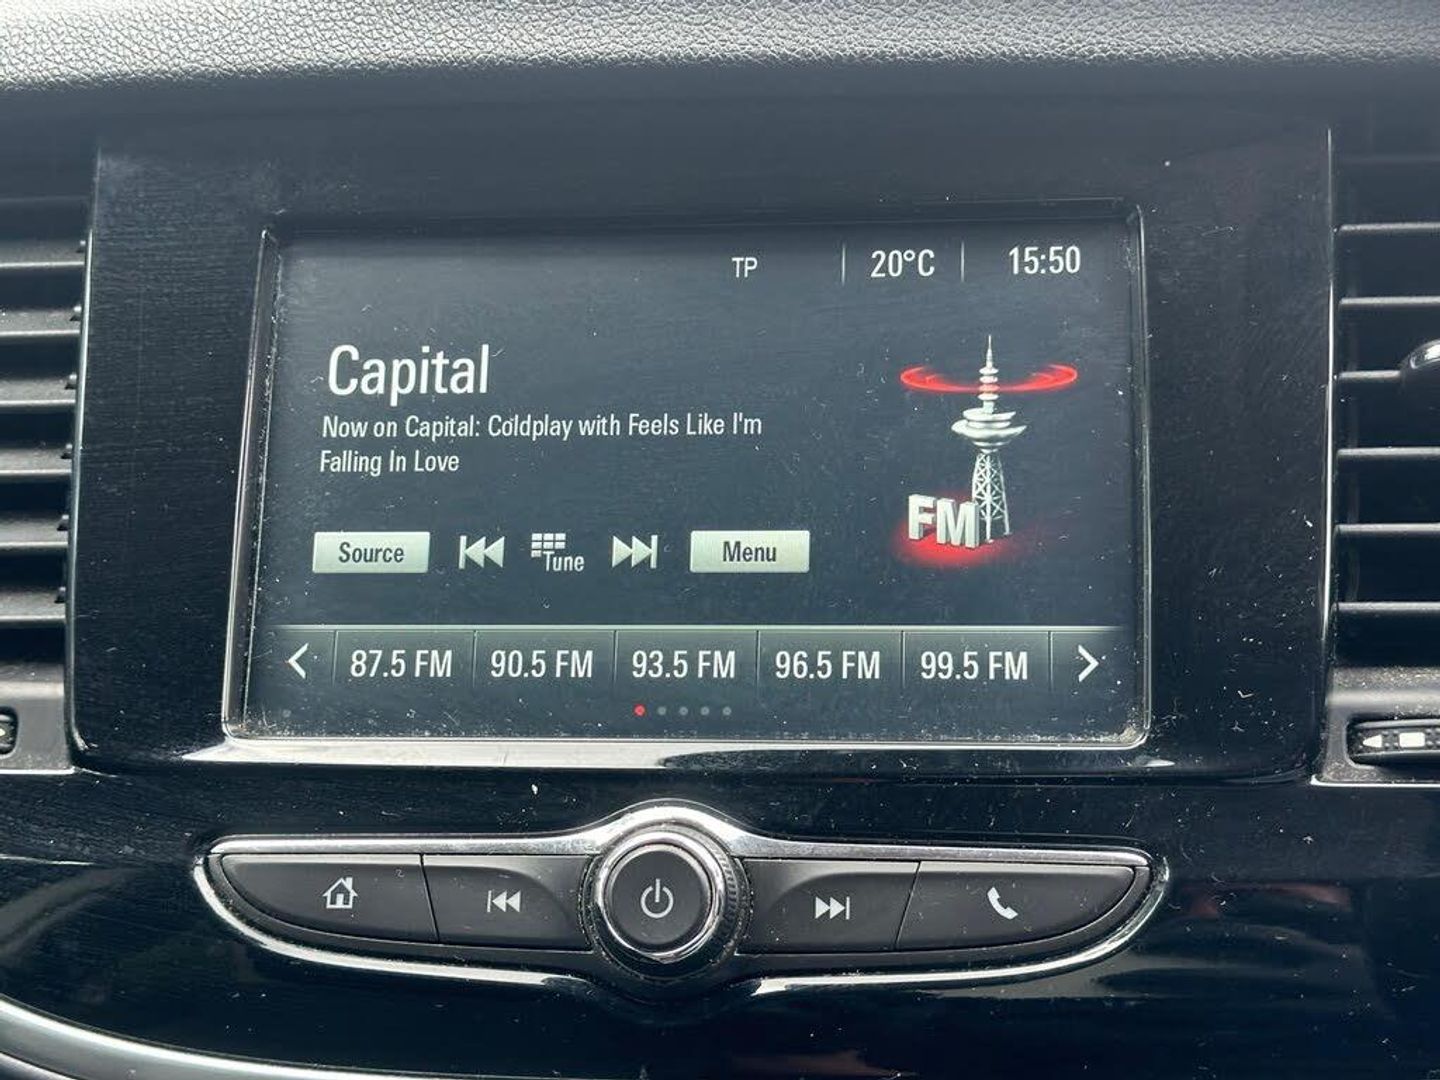 TP 20°C 15:50
Capital
Now on Capital: Coldplay with Feels Like I'm
Falling In Love
FM
Source Tune Menu
87.5 FM 90.5 FM 93.5 FM 96.5 FM 99.5 FM